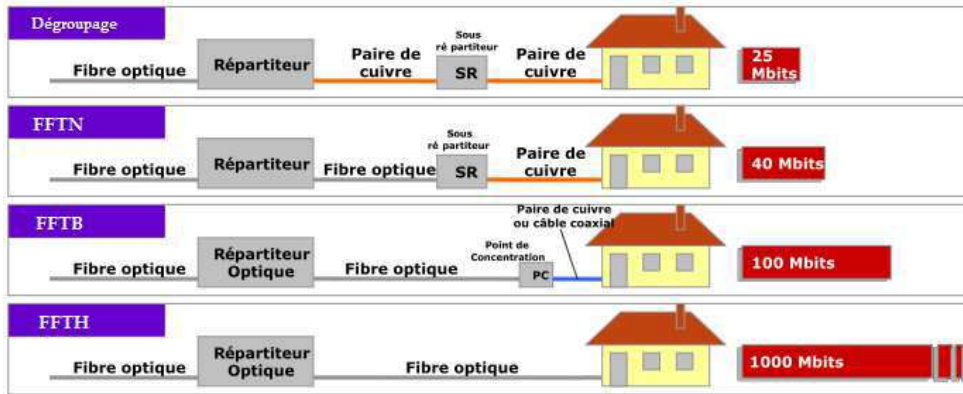 Dégroupage
Fibre optique
Répartiteur
Paire de
cuivre
Sous
ré partiteur
SR
Paire de
cuivre
25
Mbits
FFTN
Fibre optique
Répartiteur
Fibre optique
Sous
ré partiteur
SR
Paire de
cuivre
40 Mbits
FFTB
Fibre optique
Répartiteur
Optique
Fibre optique
Point de
Concentration
PC
Paire de cuivre
ou câble coaxial
100 Mbits
FFTH
Fibre optique
Répartiteur
Optique
Fibre optique
1000 Mbits